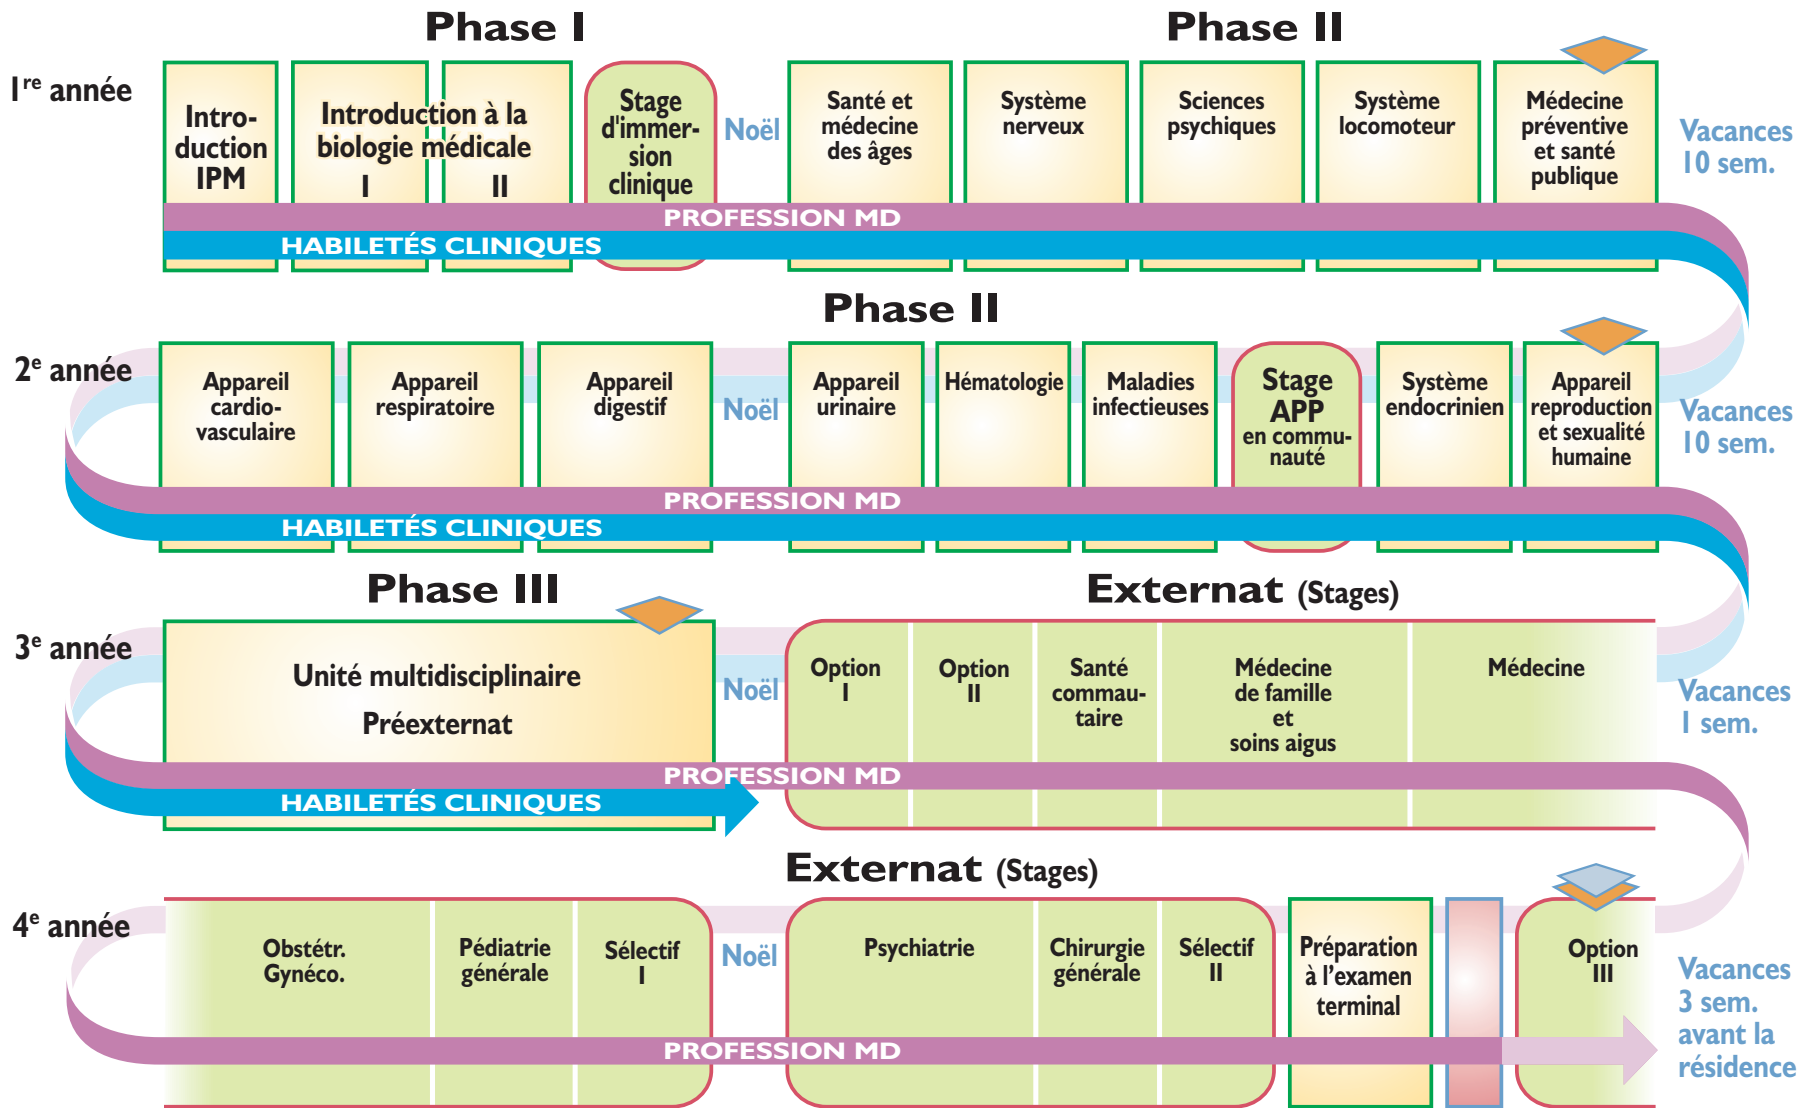 Phase I
Phase II
1re année
Intro-
duction
IPM
Introduction à la
biologie médicale
I
II
Stage
d'immer-
sion
clinique
Noël
Santé et
médecine
des âges
Système
nerveux
Sciences
psychiques
Système
locomoteur
Médecine
préventive
et santé
publique
Vacances
10 sem.
PROFESSION MD
HABILETÉS CLINIQUES
Phase II
2e année
Appareil
cardio-
vasculaire
Appareil
respiratoire
Appareil
digestif
Noël
Appareil
urinaire
Hématologie
Maladies
infectieuses
Stage
APP
en commu-
nauté
Système
endocrinien
Appareil
reproduction
et sexualité
humaine
Vacances
10 sem.
PROFESSION MD
HABILETÉS CLINIQUES
Phase III
Externat (Stages)
3e année
Unité multidisciplinaire
Préexternat
Noël
Option
I
Option
II
Santé
commau-
taire
Médecine
de famille
et
soins aigus
Médecine
Vacances
1 sem.
PROFESSION MD
HABILETÉS CLINIQUES
Externat (Stages)
4e année
Obstétr.
Gynéco.
Pédiatrie
générale
Sélectif
I
Noël
Psychiatrie
Chirurgie
générale
Sélectif
II
Préparation
à l'examen
terminal
Option
III
Vacances
3 sem.
avant la
résidence
PROFESSION MD